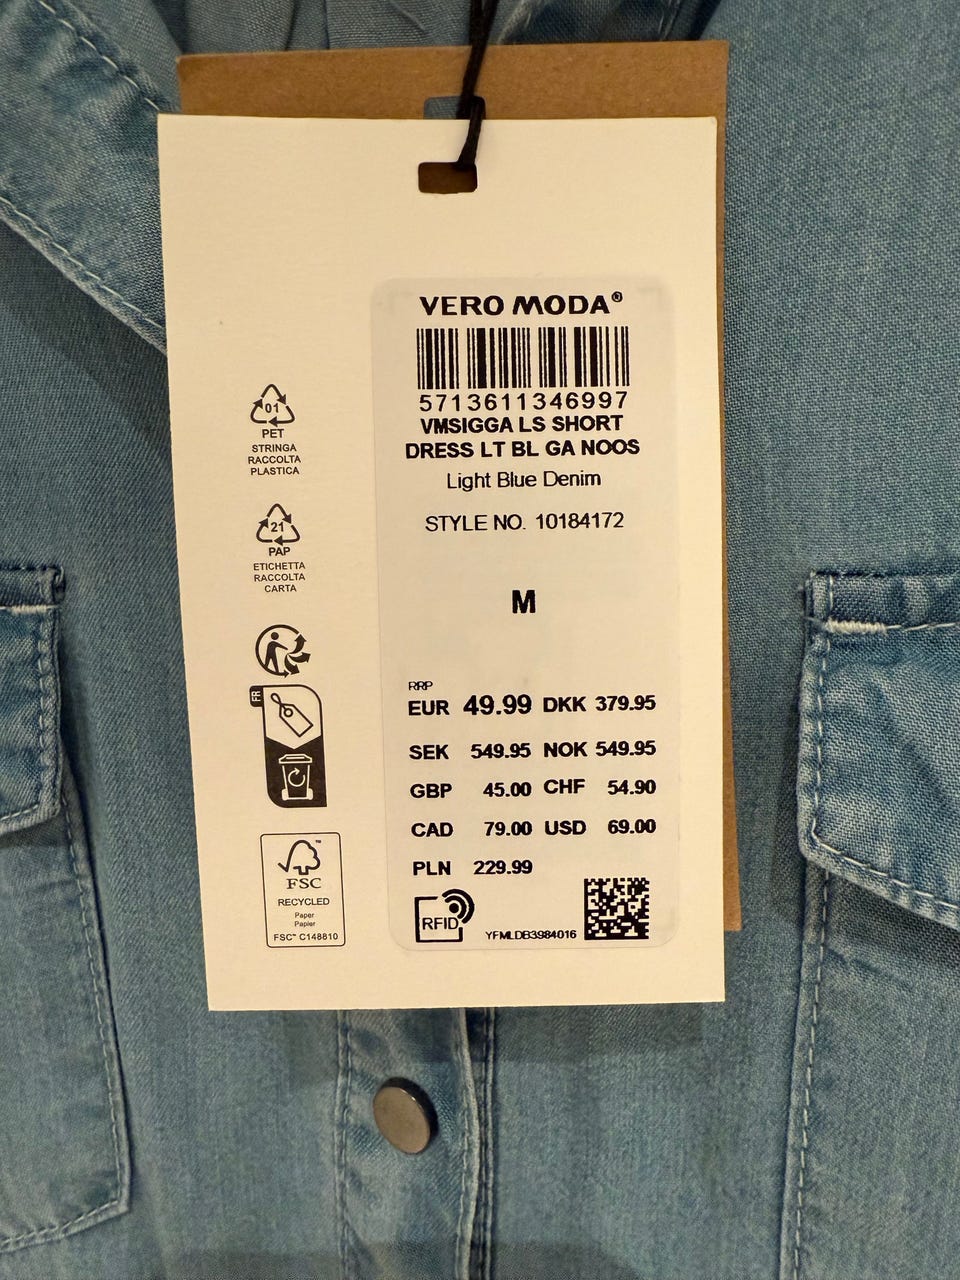 VERO MODA®
5713611346997
VMSIGGA LS SHORT
DRESS LT BL GA NOOS
Light Blue Denim
STYLE NO. 10184172
M
RRP
EUR 49.99 DKK 379.95
SEK 549.95 NOK 549.95
GBP 45.00 CHF 54.90
CAD 79.00 USD 69.00
PLN 229.99
RFID
YFMLDB3984016
01
PET
STRINGA
RACCOLTA
PLASTICA
21
PAP
ETICHETTA
RACCOLTA
CARTA
FR
FSC
RECYCLED
Paper
Papier
FSC™ C148810